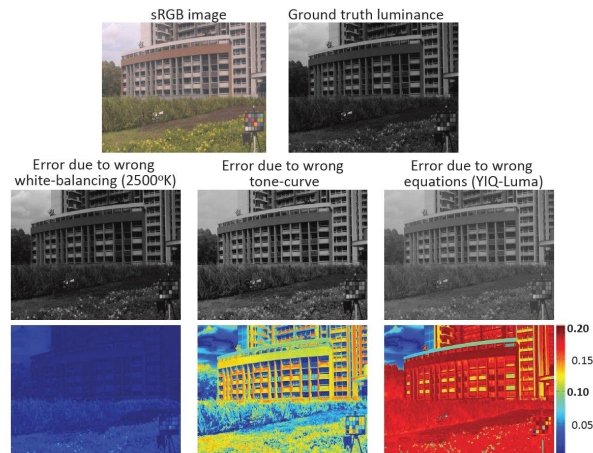 sRGB image
Ground truth luminance
Error due to wrong
white-balancing (2500ºK)
Error due to wrong
tone-curve
Error due to wrong
equations (YIQ-Luma)
0.20
0.15
0.10
0.05